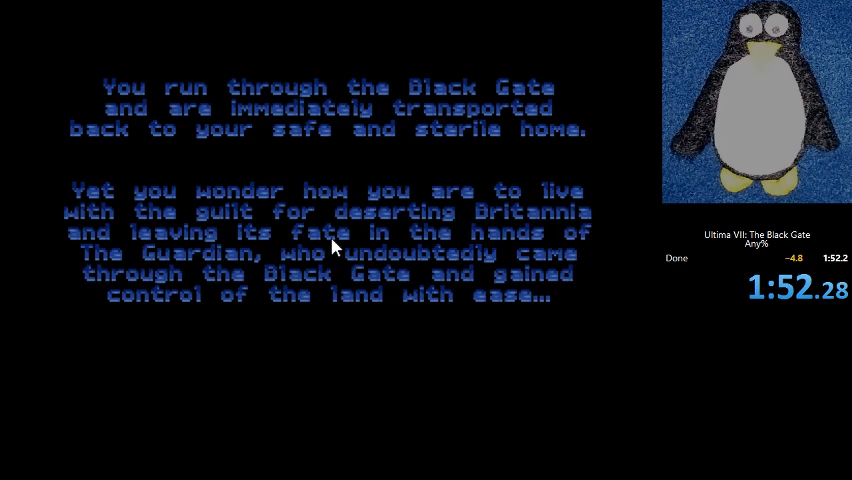 You run through the Black Gate
and are immediately transported
back to your safe and sterile home.
Yet you wonder how you are to live
with the guilt for deserting Britannia
and leaving its fate in the hands of
The Guardian, who undoubtedly came
through the Black Gate and gained
control of the land with ease...
Ultima VII: The Black Gate
Any%
Done −4.8 1:52.2
1:52.28